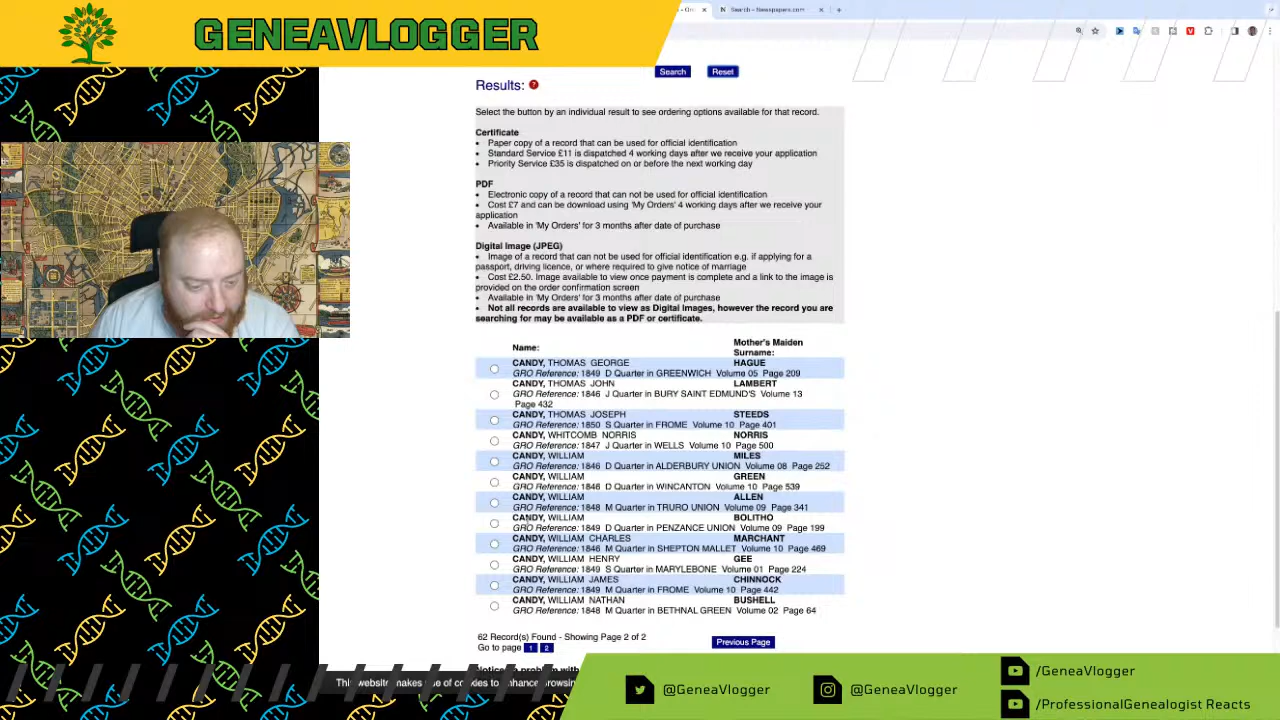 GENEAVLOGGER
Search – Newspapers.com
Search Reset
Results: ?
Select the button by an individual result to see ordering options available for that record.
Certificate
• Paper copy of a record that can be used for official identification
• Standard Service £11 is dispatched 4 working days after we receive your application
• Priority Service £35 is dispatched on or before the next working day
PDF
• Electronic copy of a record that can not be used for official identification
• Cost £7 and can be download using 'My Orders' 4 working days after we receive your
application
• Available in 'My Orders' for 3 months after date of purchase
Digital Image (JPEG)
• Image of a record that can not be used for official identification e.g. if applying for a
passport, driving licence, or where required to give notice of marriage
• Cost £2.50. Image available to view once payment is complete and a link to the image is
provided on the order confirmation screen
• Available in 'My Orders' for 3 months after date of purchase
• Not all records are available to view as Digital Images, however the record you are
searching for may be available as a PDF or certificate.
Name: Mother's Maiden
Surname:
CANDY, THOMAS GEORGE HAGUE
GRO Reference: 1849 D Quarter in GREENWICH Volume 05 Page 209
CANDY, THOMAS JOHN LAMBERT
GRO Reference: 1846 J Quarter in BURY SAINT EDMUND'S Volume 13
Page 432
CANDY, THOMAS JOSEPH STEEDS
GRO Reference: 1850 S Quarter in FROME Volume 10 Page 401
CANDY, WHITCOMB NORRIS NORRIS
GRO Reference: 1847 J Quarter in WELLS Volume 10 Page 500
CANDY, WILLIAM MILES
GRO Reference: 1846 D Quarter in ALDERBURY UNION Volume 08 Page 252
CANDY, WILLIAM GREEN
GRO Reference: 1846 D Quarter in WINCANTON Volume 10 Page 539
CANDY, WILLIAM ALLEN
GRO Reference: 1848 M Quarter in TRURO UNION Volume 09 Page 341
CANDY, WILLIAM BOLITHO
GRO Reference: 1849 D Quarter in PENZANCE UNION Volume 09 Page 199
CANDY, WILLIAM CHARLES MARCHANT
GRO Reference: 1846 M Quarter in SHEPTON MALLET Volume 10 Page 469
CANDY, WILLIAM HENRY GEE
GRO Reference: 1849 S Quarter in MARYLEBONE Volume 01 Page 224
CANDY, WILLIAM JAMES CHINNOCK
GRO Reference: 1849 M Quarter in FROME Volume 10 Page 442
CANDY, WILLIAM NATHAN BUSHELL
GRO Reference: 1848 M Quarter in BETHNAL GREEN Volume 02 Page 64
62 Record(s) Found - Showing Page 2 of 2
Go to page 1 2
Previous Page
@GeneaVlogger
@GeneaVlogger
/GeneaVlogger
/ProfessionalGenealogist Reacts